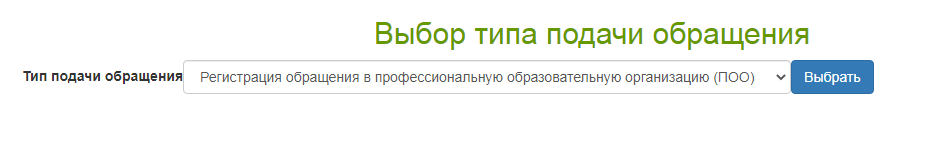 Выбор типа подачи обращения
Тип подачи обращения Регистрация обращения в профессиональную образовательную организацию (ПОО) Выбрать